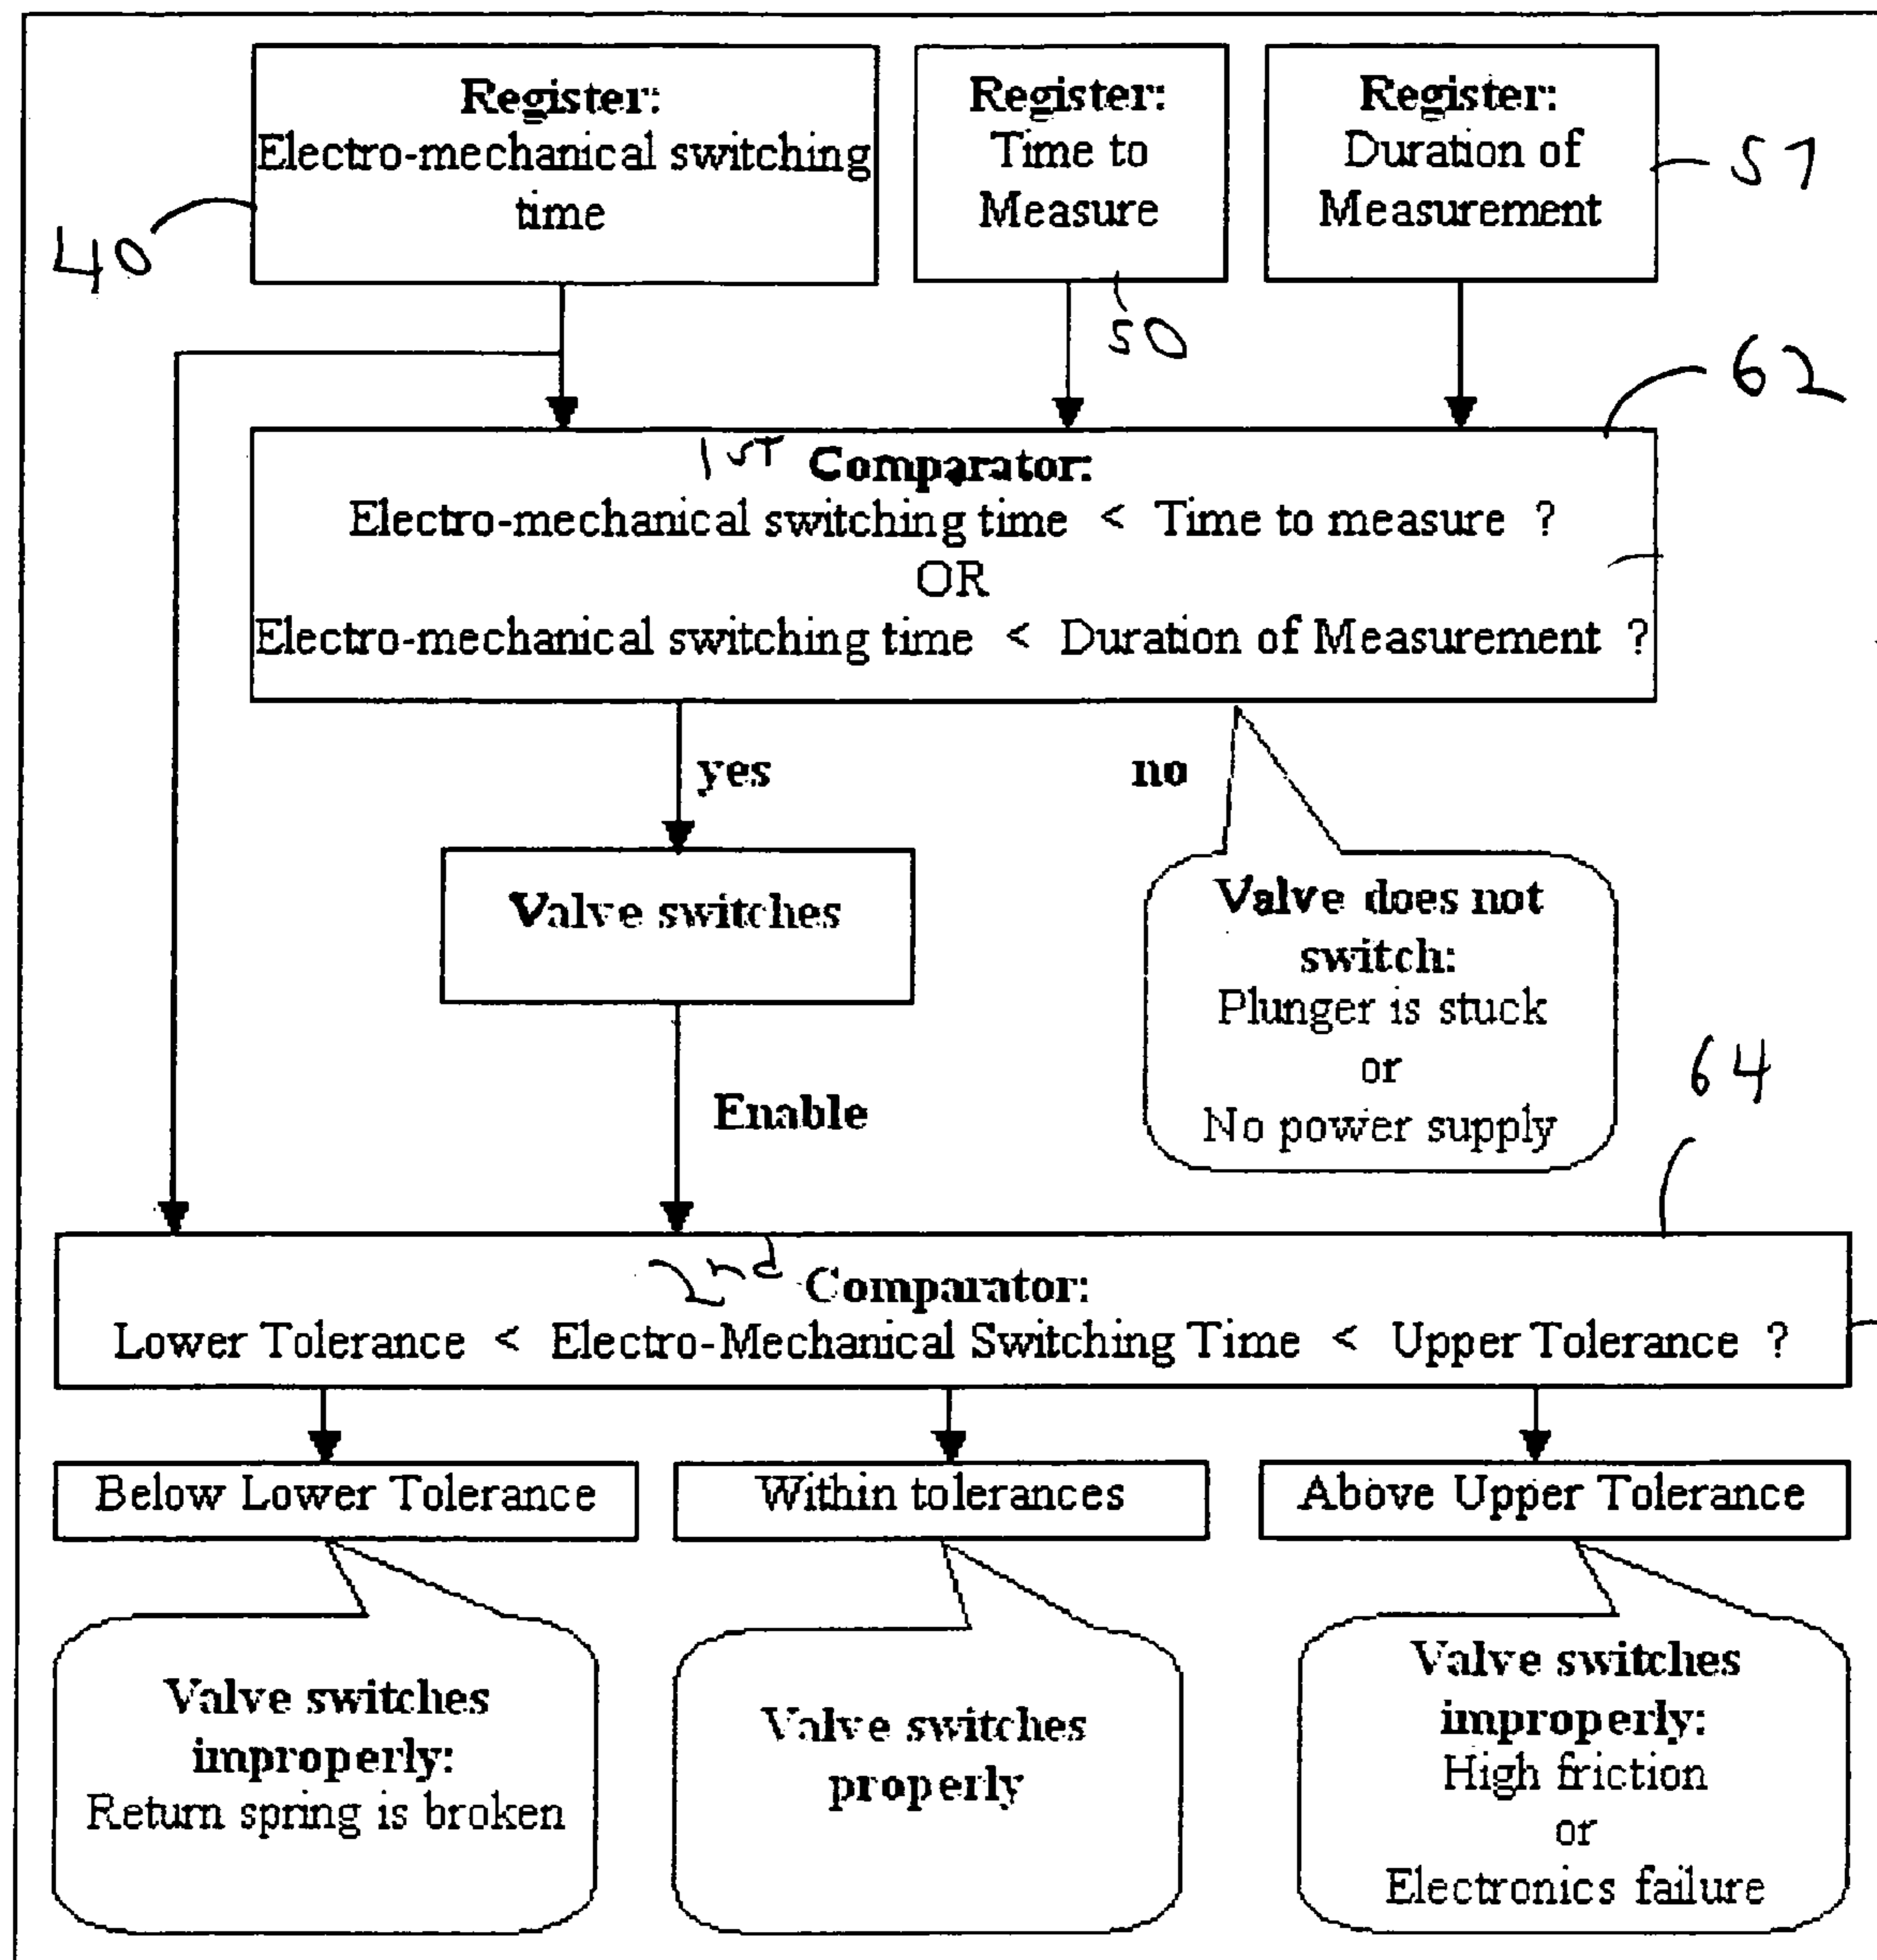 Register:
Electro-mechanical switching
time
Register:
Time to
Measure
Register:
Duration of
Measurement
40
50
57
62
1st Comparator:
Electro-mechanical switching time < Time to measure ?
OR
Electro-mechanical switching time < Duration of Measurement ?
yes
no
Valve switches
Valve does not
switch:
Plunger is stuck
or
No power supply
Enable
64
2nd Comparator:
Lower Tolerance < Electro-Mechanical Switching Time < Upper Tolerance ?
Below Lower Tolerance
Within tolerances
Above Upper Tolerance
Valve switches
improperly:
Return spring is broken
Valve switches
properly
Valve switches
improperly:
High friction
or
Electronics failure